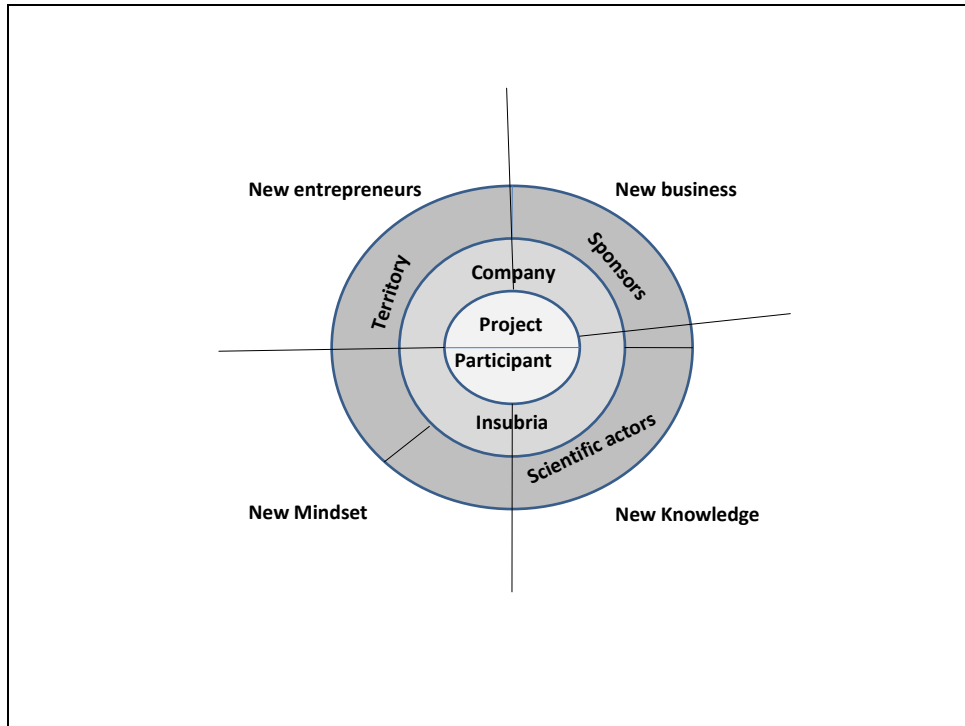 New entrepreneurs
New business
Territory
Company
Sponsors
Project
Participant
Insubria
Scientific actors
New Mindset
New Knowledge